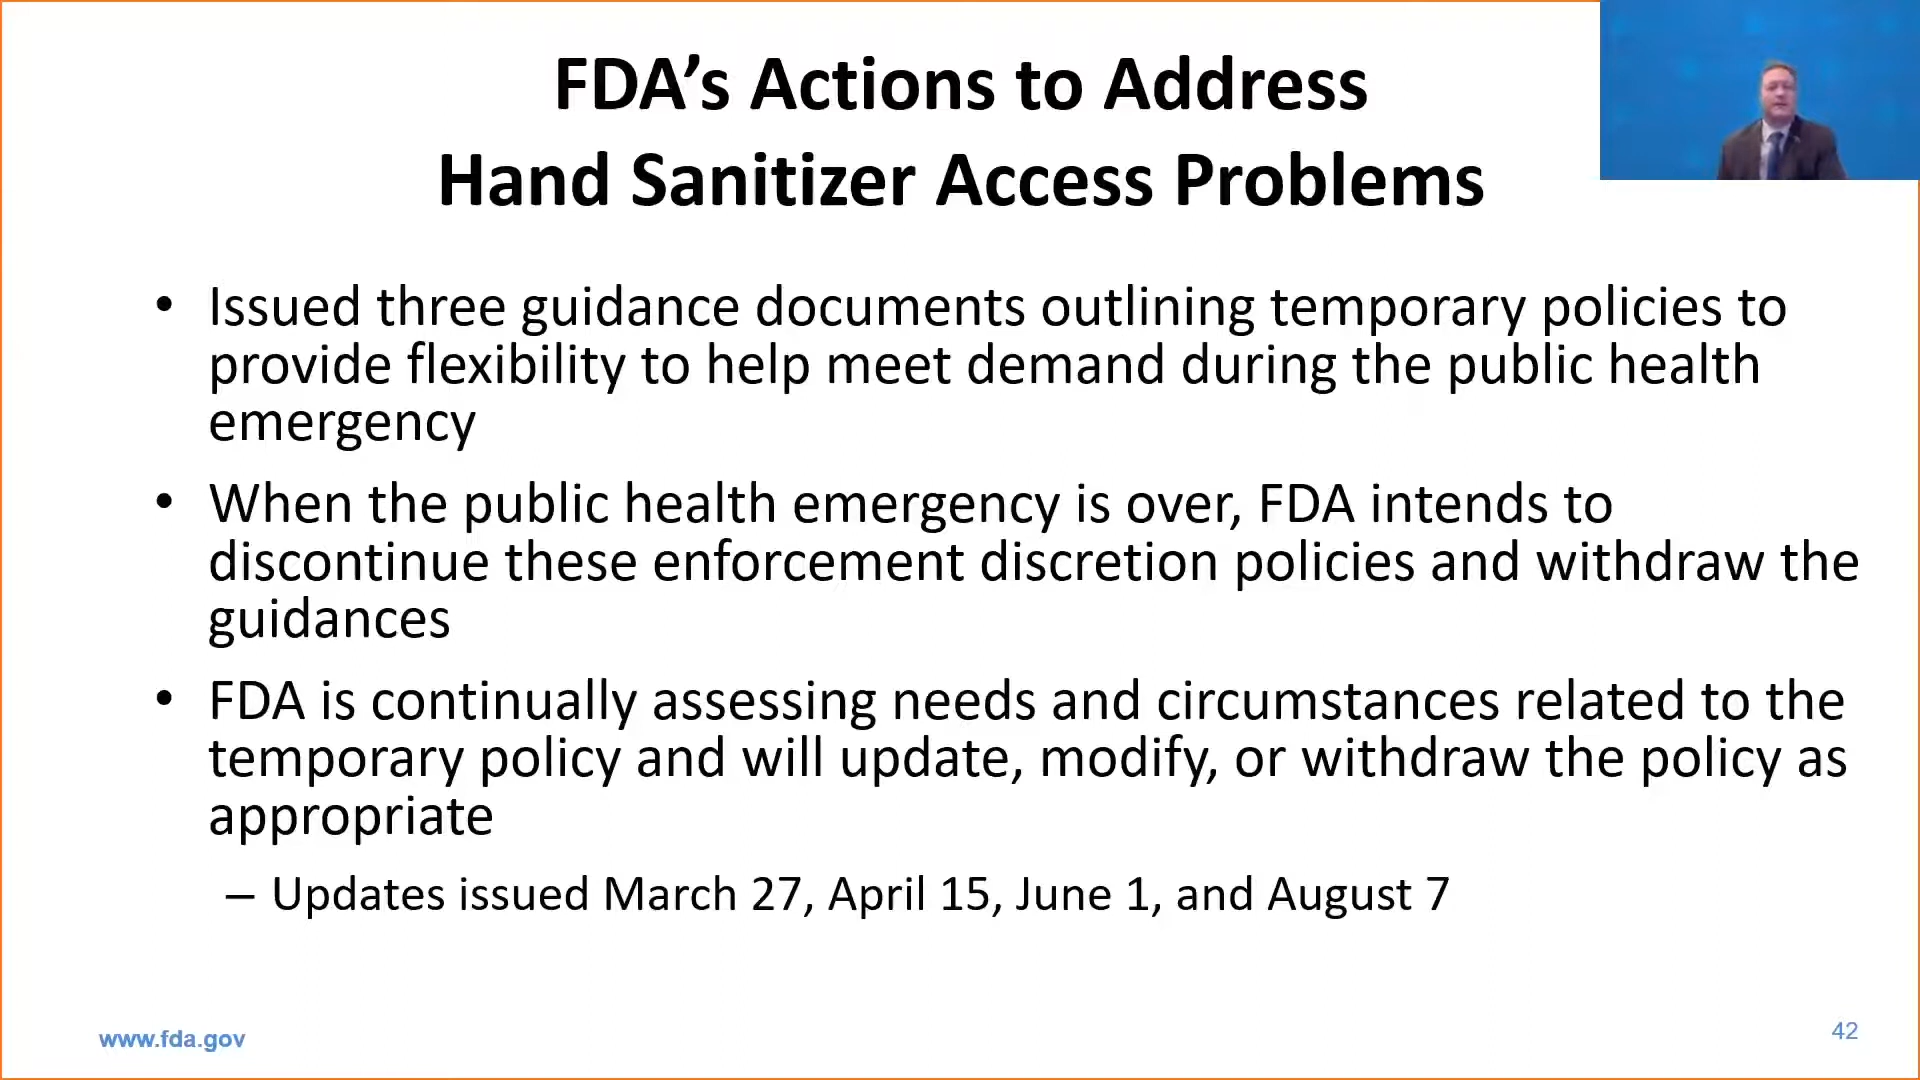 FDA’s Actions to Address
Hand Sanitizer Access Problems
• Issued three guidance documents outlining temporary policies to
provide flexibility to help meet demand during the public health
emergency
• When the public health emergency is over, FDA intends to
discontinue these enforcement discretion policies and withdraw the
guidances
• FDA is continually assessing needs and circumstances related to the
temporary policy and will update, modify, or withdraw the policy as
appropriate
– Updates issued March 27, April 15, June 1, and August 7
www.fda.gov
42